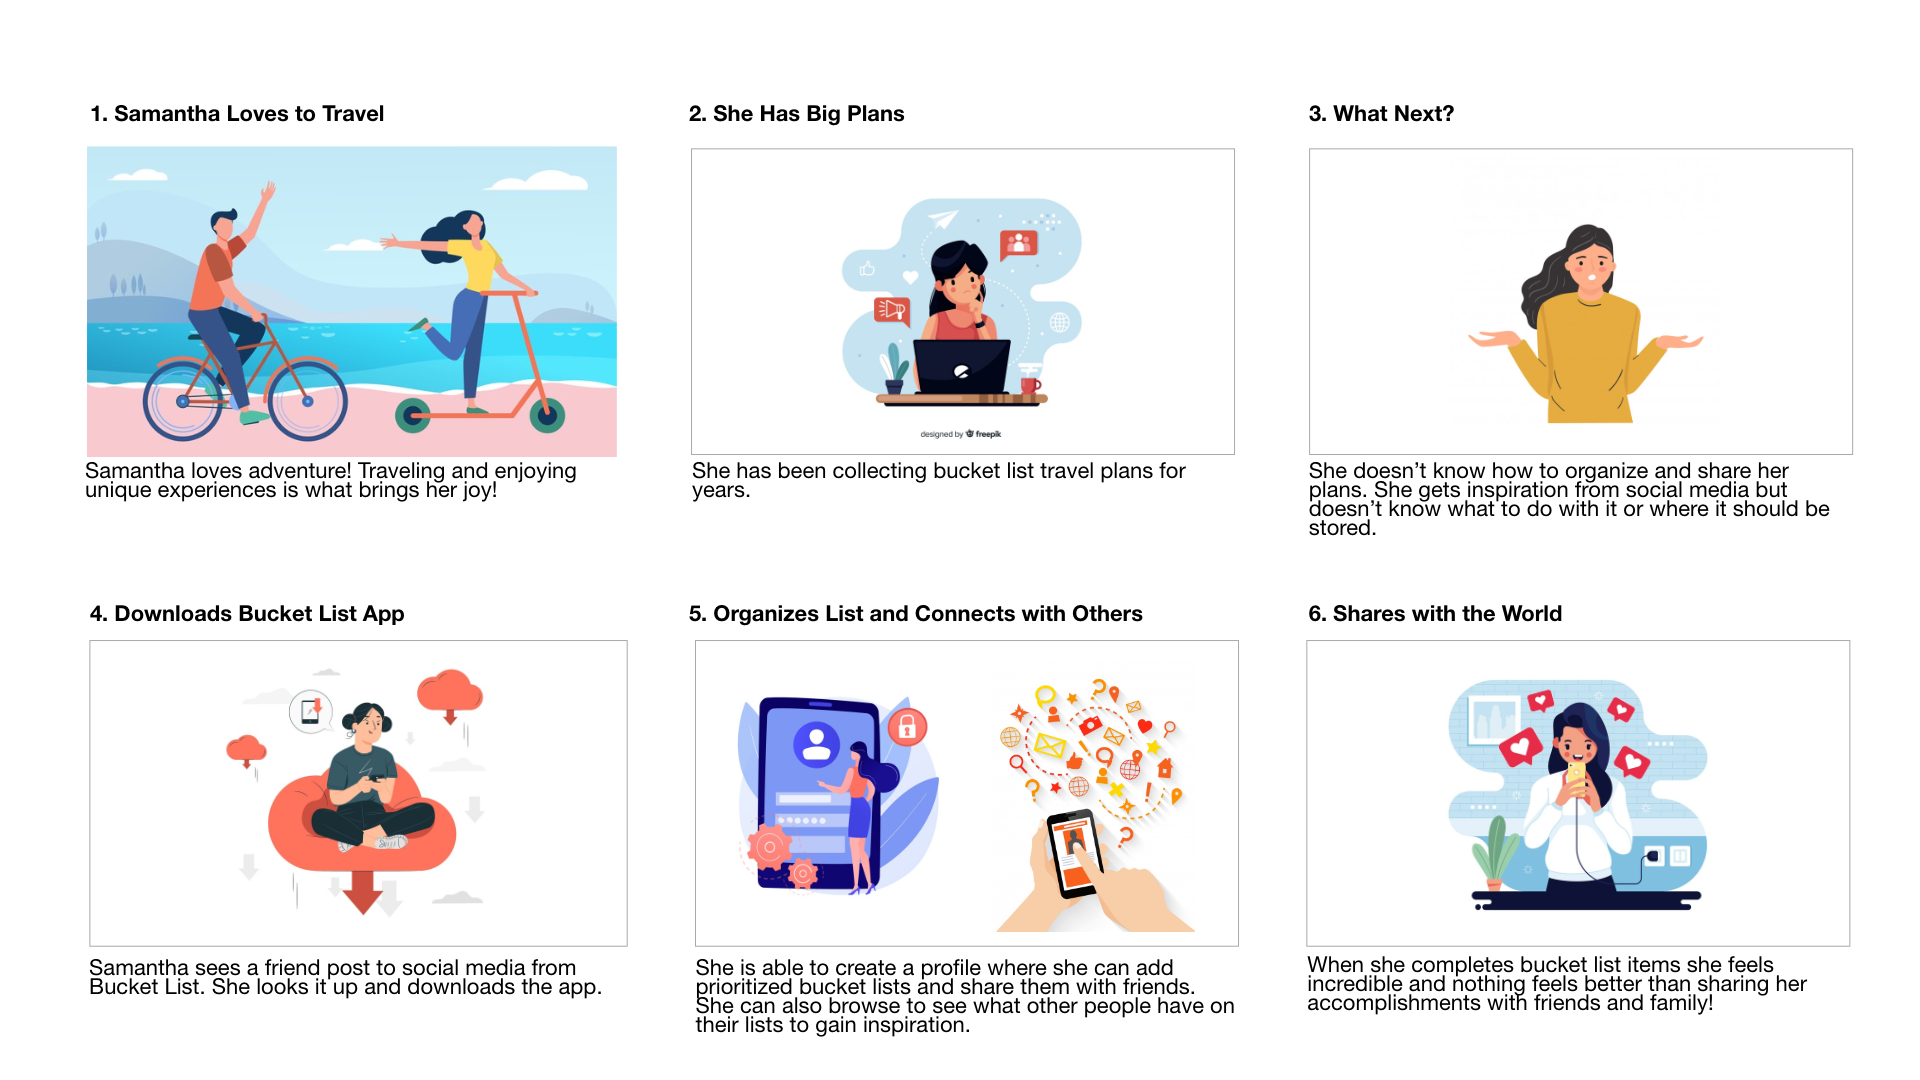 1. Samantha Loves to Travel
Samantha loves adventure! Traveling and enjoying
unique experiences is what brings her joy!
2. She Has Big Plans
designed by freepik
She has been collecting bucket list travel plans for
years.
3. What Next?
She doesn’t know how to organize and share her
plans. She gets inspiration from social media but
doesn’t know what to do with it or where it should be
stored.
4. Downloads Bucket List App
Samantha sees a friend post to social media from
Bucket List. She looks it up and downloads the app.
5. Organizes List and Connects with Others
She is able to create a profile where she can add
prioritized bucket lists and share them with friends.
She can also browse to see what other people have on
their lists to gain inspiration.
6. Shares with the World
When she completes bucket list items she feels
incredible and nothing feels better than sharing her
accomplishments with friends and family!